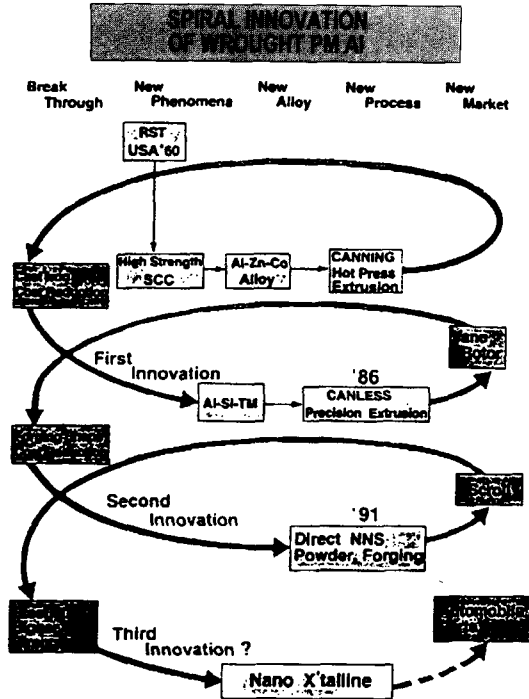 SPIRAL INNOVATION
OF WROUGHT PM Al
Break
Through
New
Phenomena
New
Alloy
New
Process
New
Market
RST
USA'60
High Strength
SCC
Al-Zn-Co
Alloy
CANNING
Hot Press
Extrusion
First
Innovation
Al-Si-TM
'86
CANLESS
Precision Extrusion
Rotor
Second
Innovation
'91
Direct NNS
Powder Forging
Scroll
Third
Innovation ?
Nano X'talline